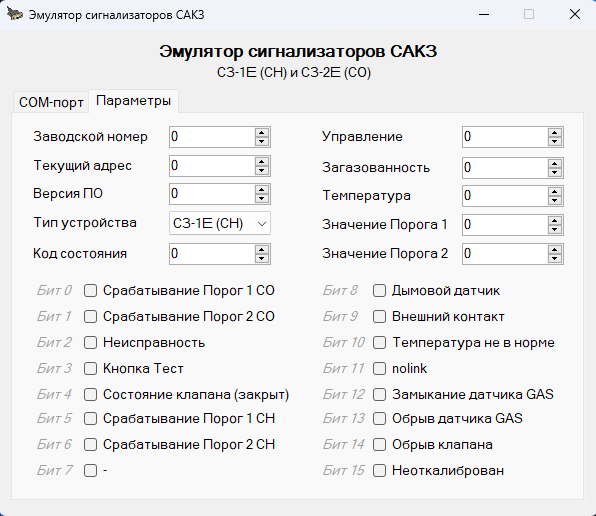 Эмулятор сигнализаторов САКЗ
Эмулятор сигнализаторов САКЗ
СЗ-1Е (CH) и СЗ-2Е (CO)
COM-порт Параметры
Заводской номер 0 Управление 0
Текущий адрес 0 Загазованность 0
Версия ПО 0 Температура 0
Тип устройства СЗ-1Е (CH) Значение Порога 1 0
Код состояния 0 Значение Порога 2 0
Бит 0 Срабатывание Порог 1 CO Бит 8 Дымовой датчик
Бит 1 Срабатывание Порог 2 CO Бит 9 Внешний контакт
Бит 2 Неисправность Бит 10 Температура не в норме
Бит 3 Кнопка Тест Бит 11 nolink
Бит 4 Состояние клапана (закрыт) Бит 12 Замыкание датчика GAS
Бит 5 Срабатывание Порог 1 CH Бит 13 Обрыв датчика GAS
Бит 6 Срабатывание Порог 2 CH Бит 14 Обрыв клапана
Бит 7 - Бит 15 Неоткалиброван